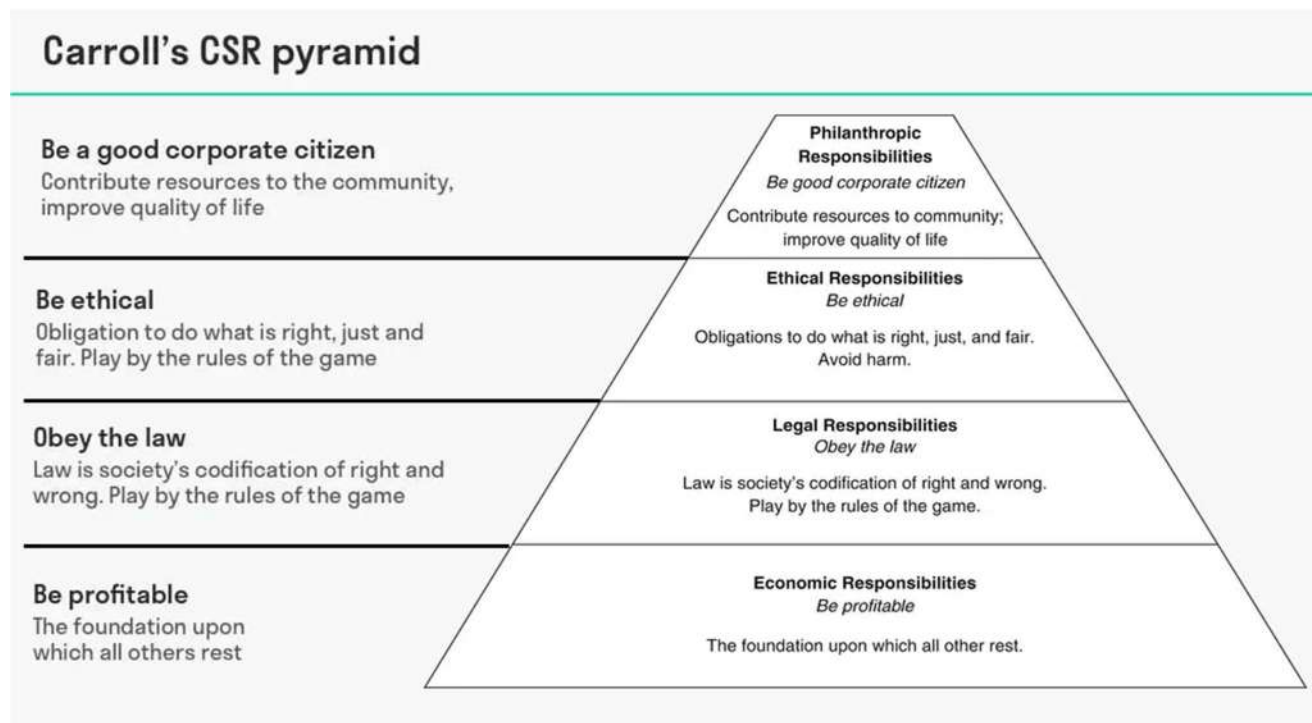 Carroll's CSR pyramid
Be a good corporate citizen
Contribute resources to the community,
improve quality of life
Philanthropic
Responsibilities
Be good corporate citizen
Contribute resources to community;
improve quality of life
Be ethical
Obligation to do what is right, just and
fair. Play by the rules of the game
Ethical Responsibilities
Be ethical
Obligations to do what is right, just, and fair.
Avoid harm.
Obey the law
Law is society's codification of right and
wrong. Play by the rules of the game
Legal Responsibilities
Obey the law
Law is society's codification of right and wrong.
Play by the rules of the game.
Be profitable
The foundation upon
which all others rest
Economic Responsibilities
Be profitable
The foundation upon which all other rest.